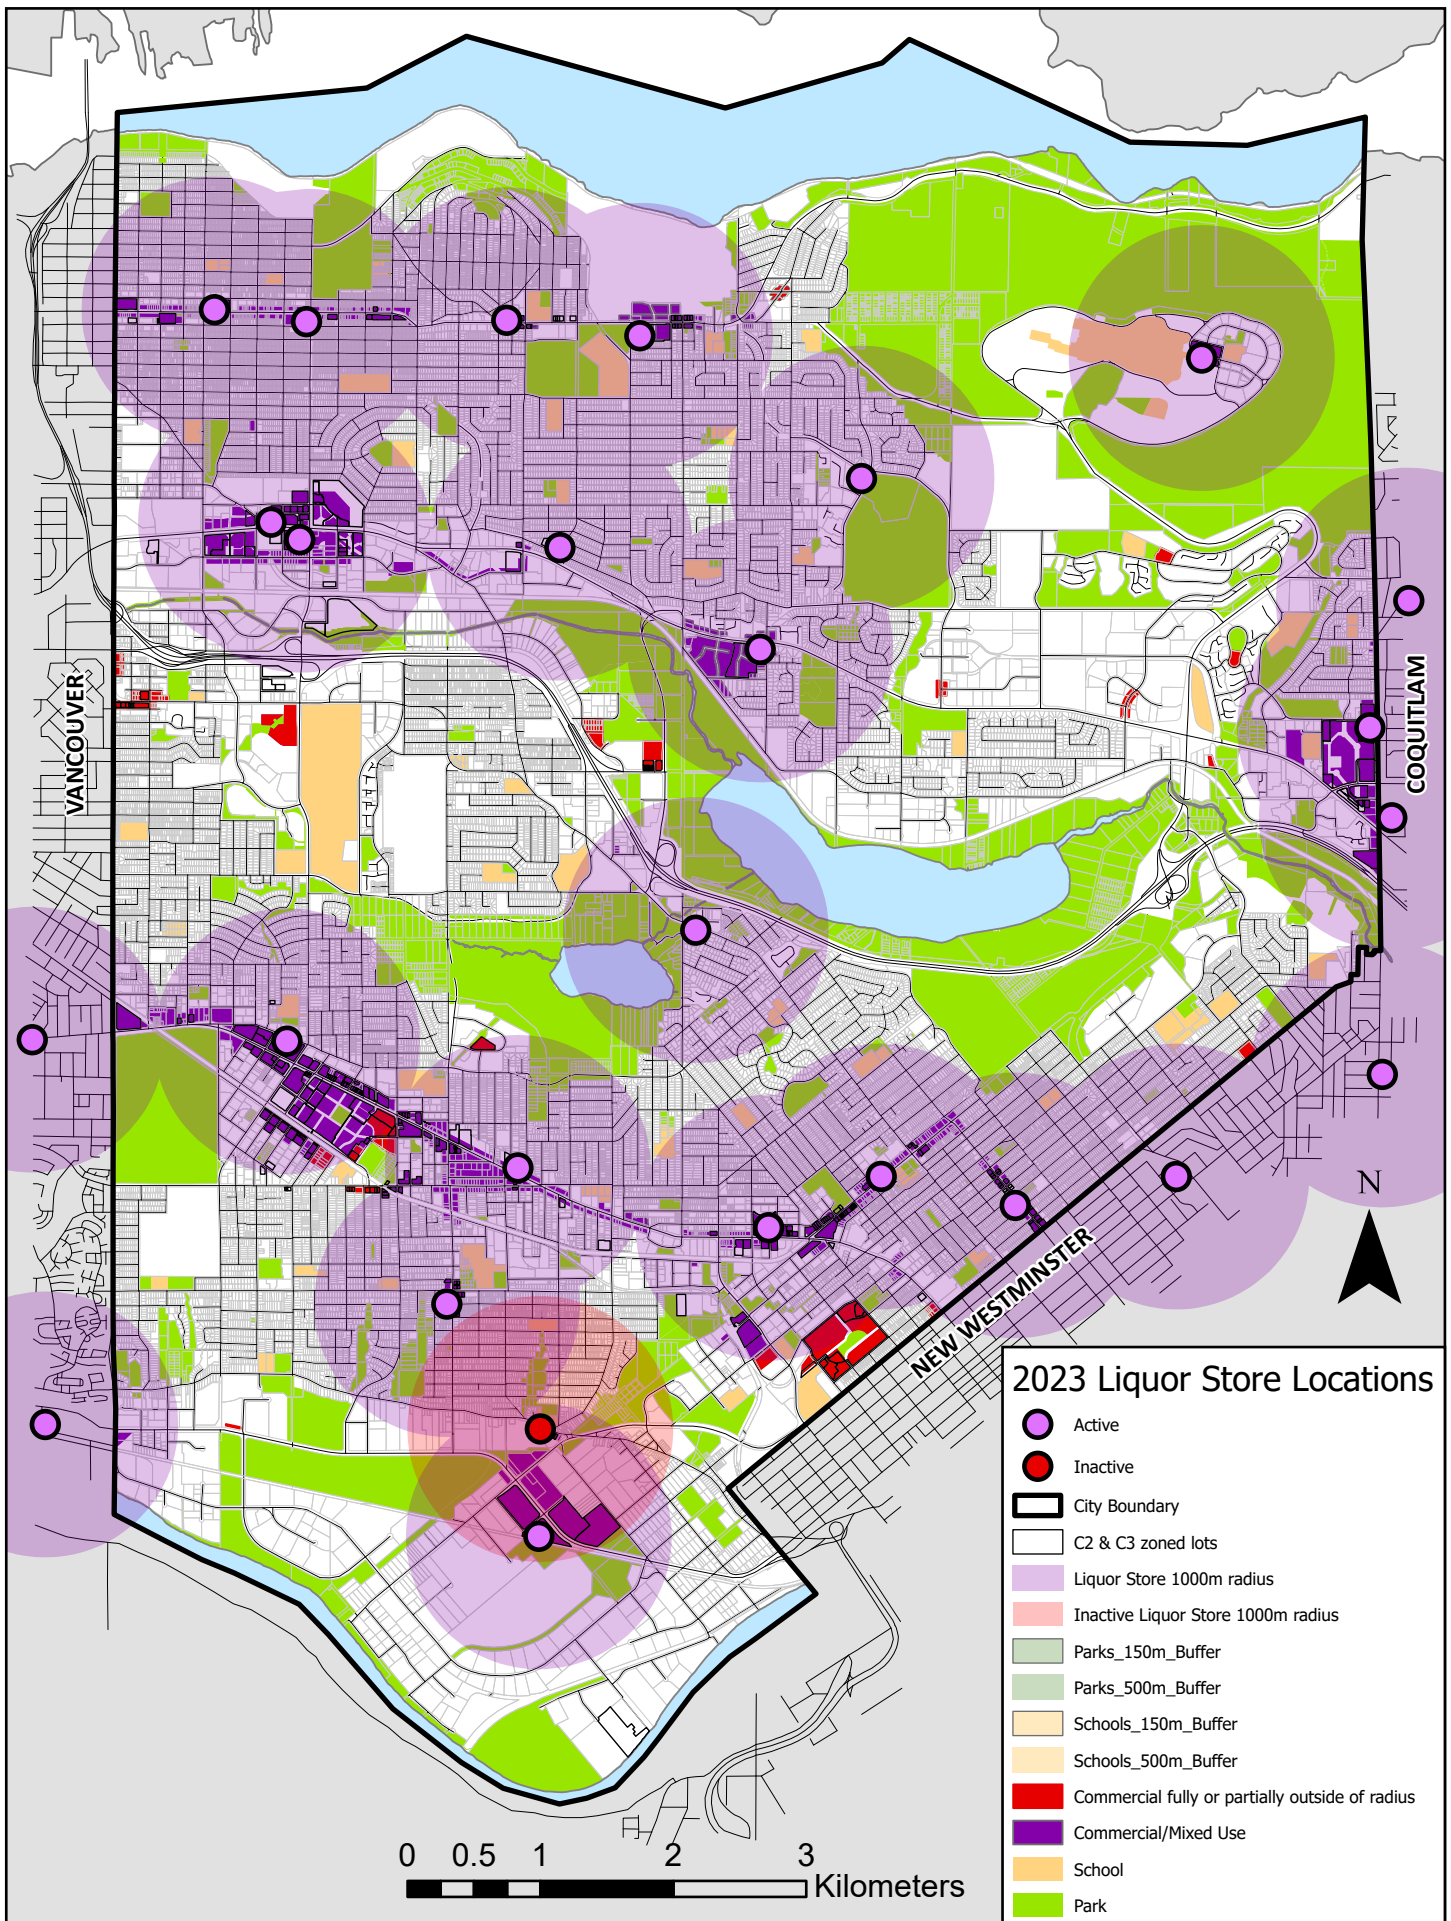 VANCOUVER
COQUITLAM
N
NEW WESTMINSTER
2023 Liquor Store Locations
Active
Inactive
City Boundary
C2 & C3 zoned lots
Liquor Store 1000m radius
Inactive Liquor Store 1000m radius
Parks_150m_Buffer
Parks_500m_Buffer
Schools_150m_Buffer
Schools_500m_Buffer
Commercial fully or partially outside of radius
Commercial/Mixed Use
School
Park
0 0.5 1 2 3
Kilometers